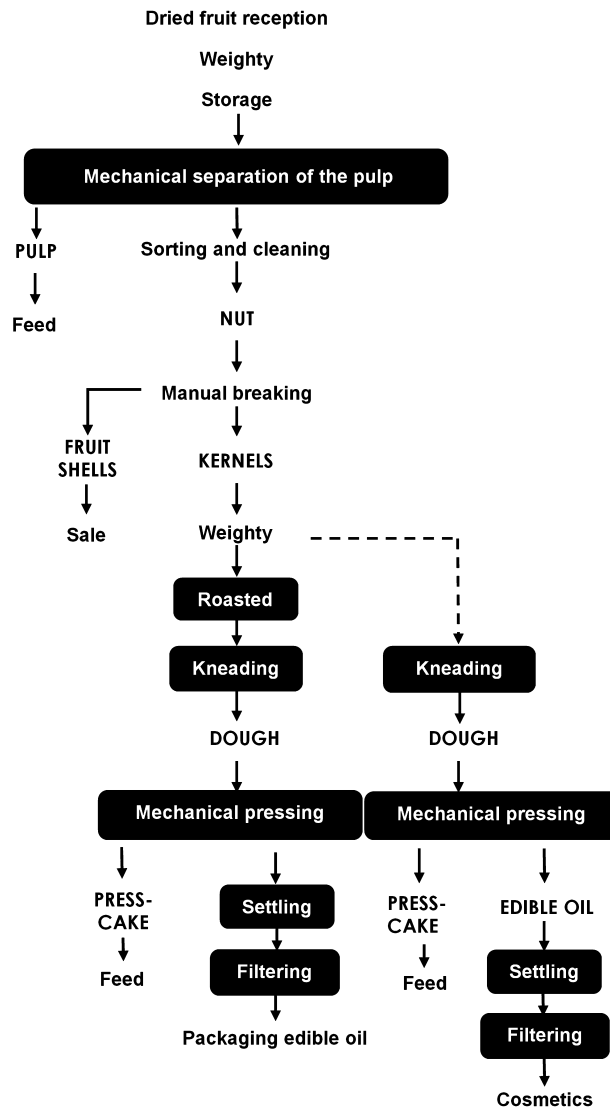 Dried fruit reception
Weighty
Storage
Mechanical separation of the pulp
PULP
Sorting and cleaning
Feed
NUT
Manual breaking
FRUIT
SHELLS
KERNELS
Sale
Weighty
Roasted
Kneading
Kneading
DOUGH
DOUGH
Mechanical pressing
Mechanical pressing
PRESS-
CAKE
Settling
PRESS-
CAKE
EDIBLE OIL
Feed
Filtering
Feed
Settling
Packaging edible oil
Filtering
Cosmetics